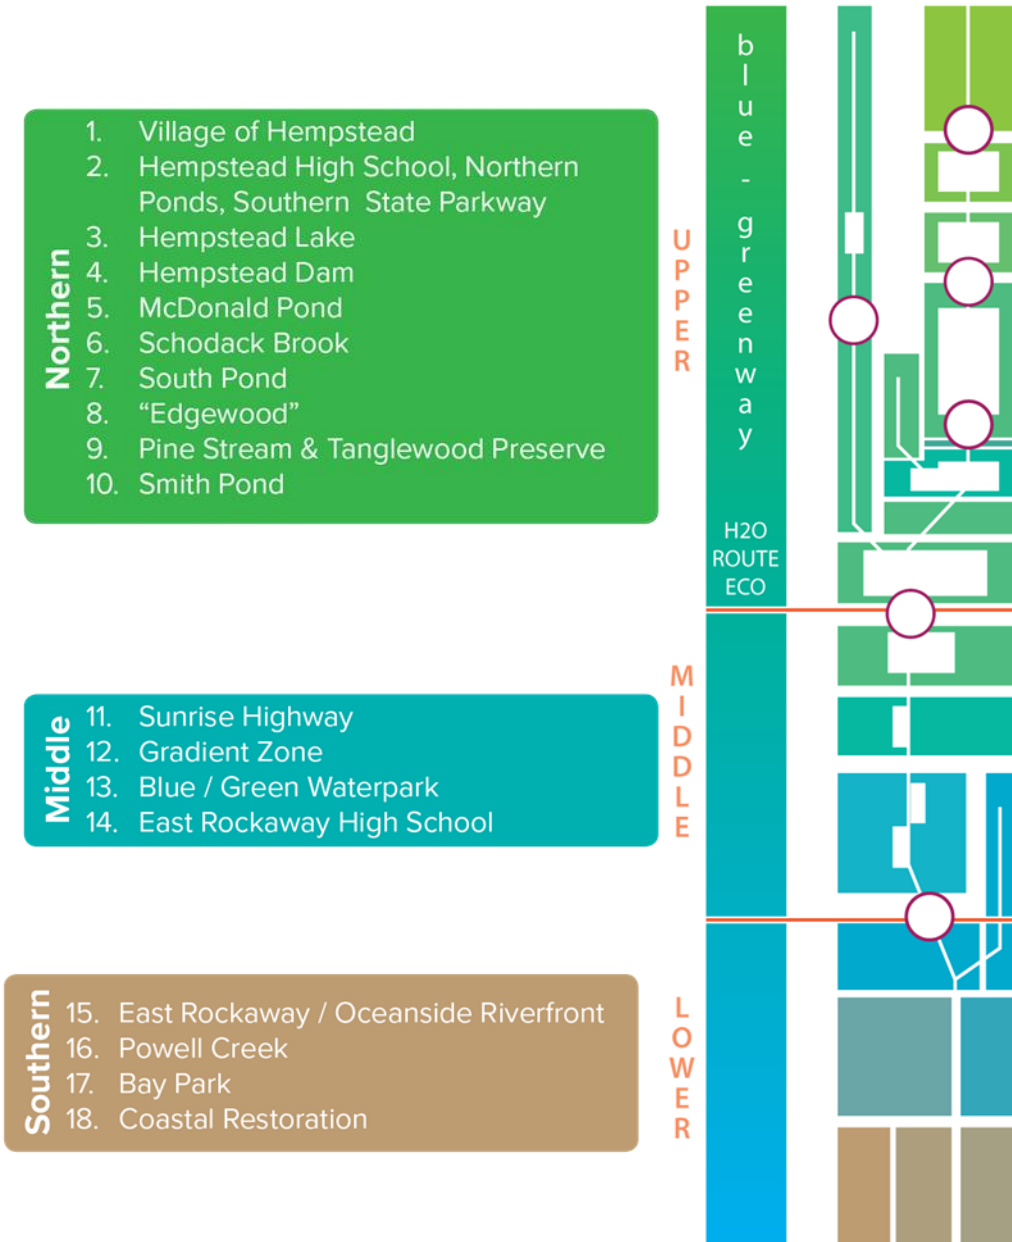 Northern
1. Village of Hempstead
2. Hempstead High School, Northern
Ponds, Southern State Parkway
3. Hempstead Lake
4. Hempstead Dam
5. McDonald Pond
6. Schodack Brook
7. South Pond
8. “Edgewood”
9. Pine Stream & Tanglewood Preserve
10. Smith Pond
UPPER
blue-greenway
H2O
ROUTE
ECO
Middle
11. Sunrise Highway
12. Gradient Zone
13. Blue / Green Waterpark
14. East Rockaway High School
MIDDLE
Southern
15. East Rockaway / Oceanside Riverfront
16. Powell Creek
17. Bay Park
18. Coastal Restoration
LOWER